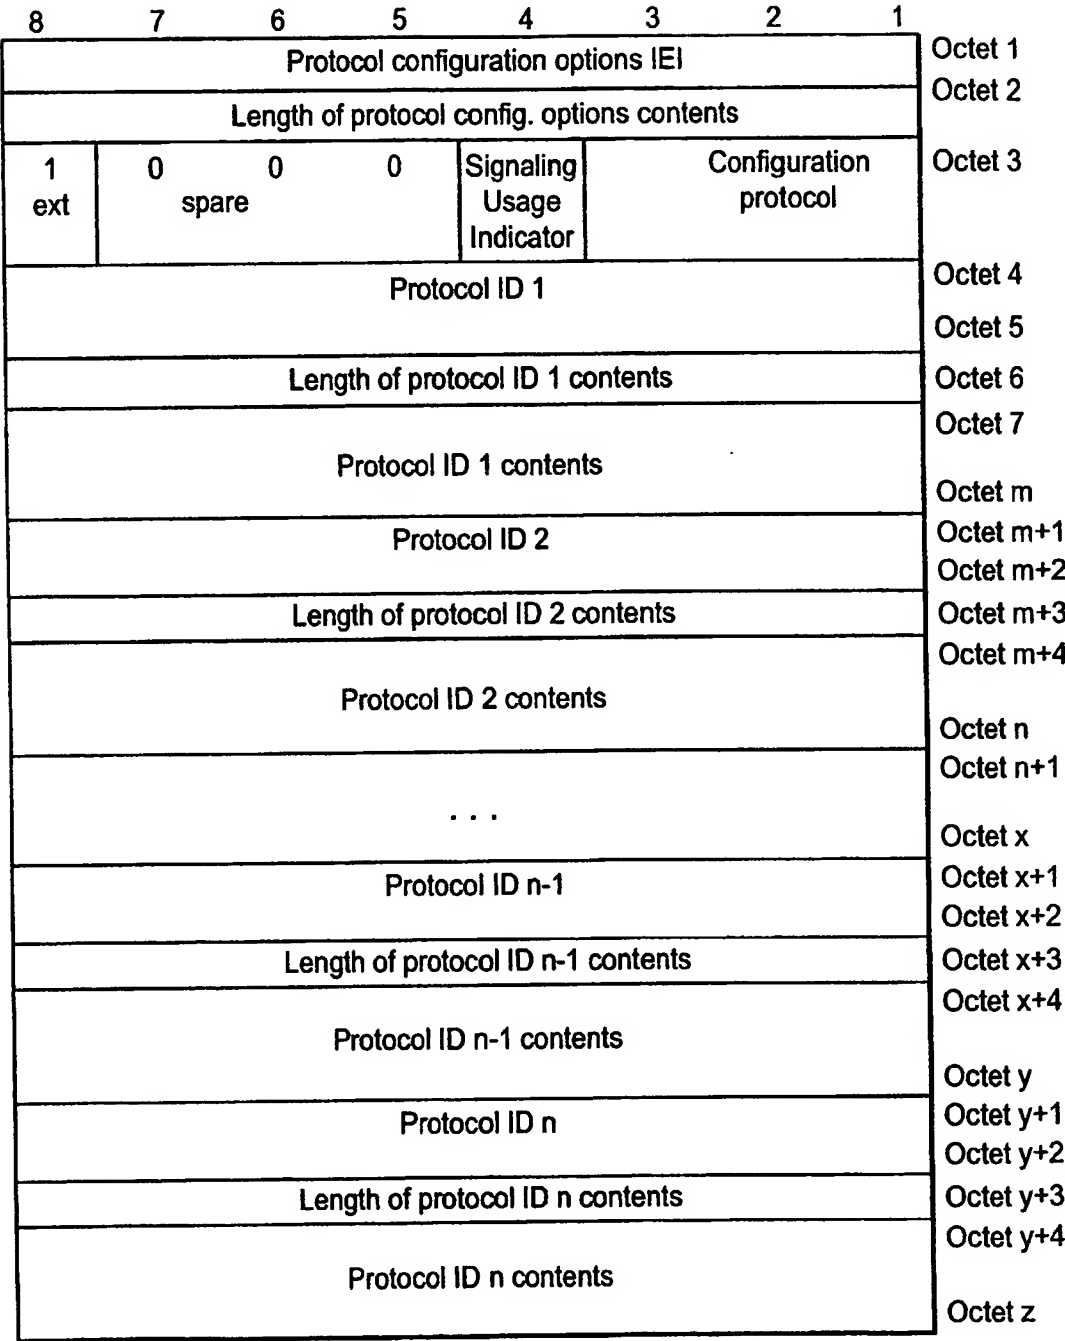 8 7 6 5 4 3 2 1
Protocol configuration options IEI Octet 1
Length of protocol config. options contents Octet 2
1 0 0 0 Signaling Configuration Octet 3
ext spare Usage protocol
Indicator
Protocol ID 1 Octet 4
Octet 5
Length of protocol ID 1 contents Octet 6
Octet 7
Protocol ID 1 contents
Octet m
Protocol ID 2 Octet m+1
Octet m+2
Length of protocol ID 2 contents Octet m+3
Octet m+4
Protocol ID 2 contents
Octet n
Octet n+1
. . .
Octet x
Protocol ID n-1 Octet x+1
Octet x+2
Length of protocol ID n-1 contents Octet x+3
Octet x+4
Protocol ID n-1 contents
Octet y
Protocol ID n Octet y+1
Octet y+2
Length of protocol ID n contents Octet y+3
Octet y+4
Protocol ID n contents
Octet z